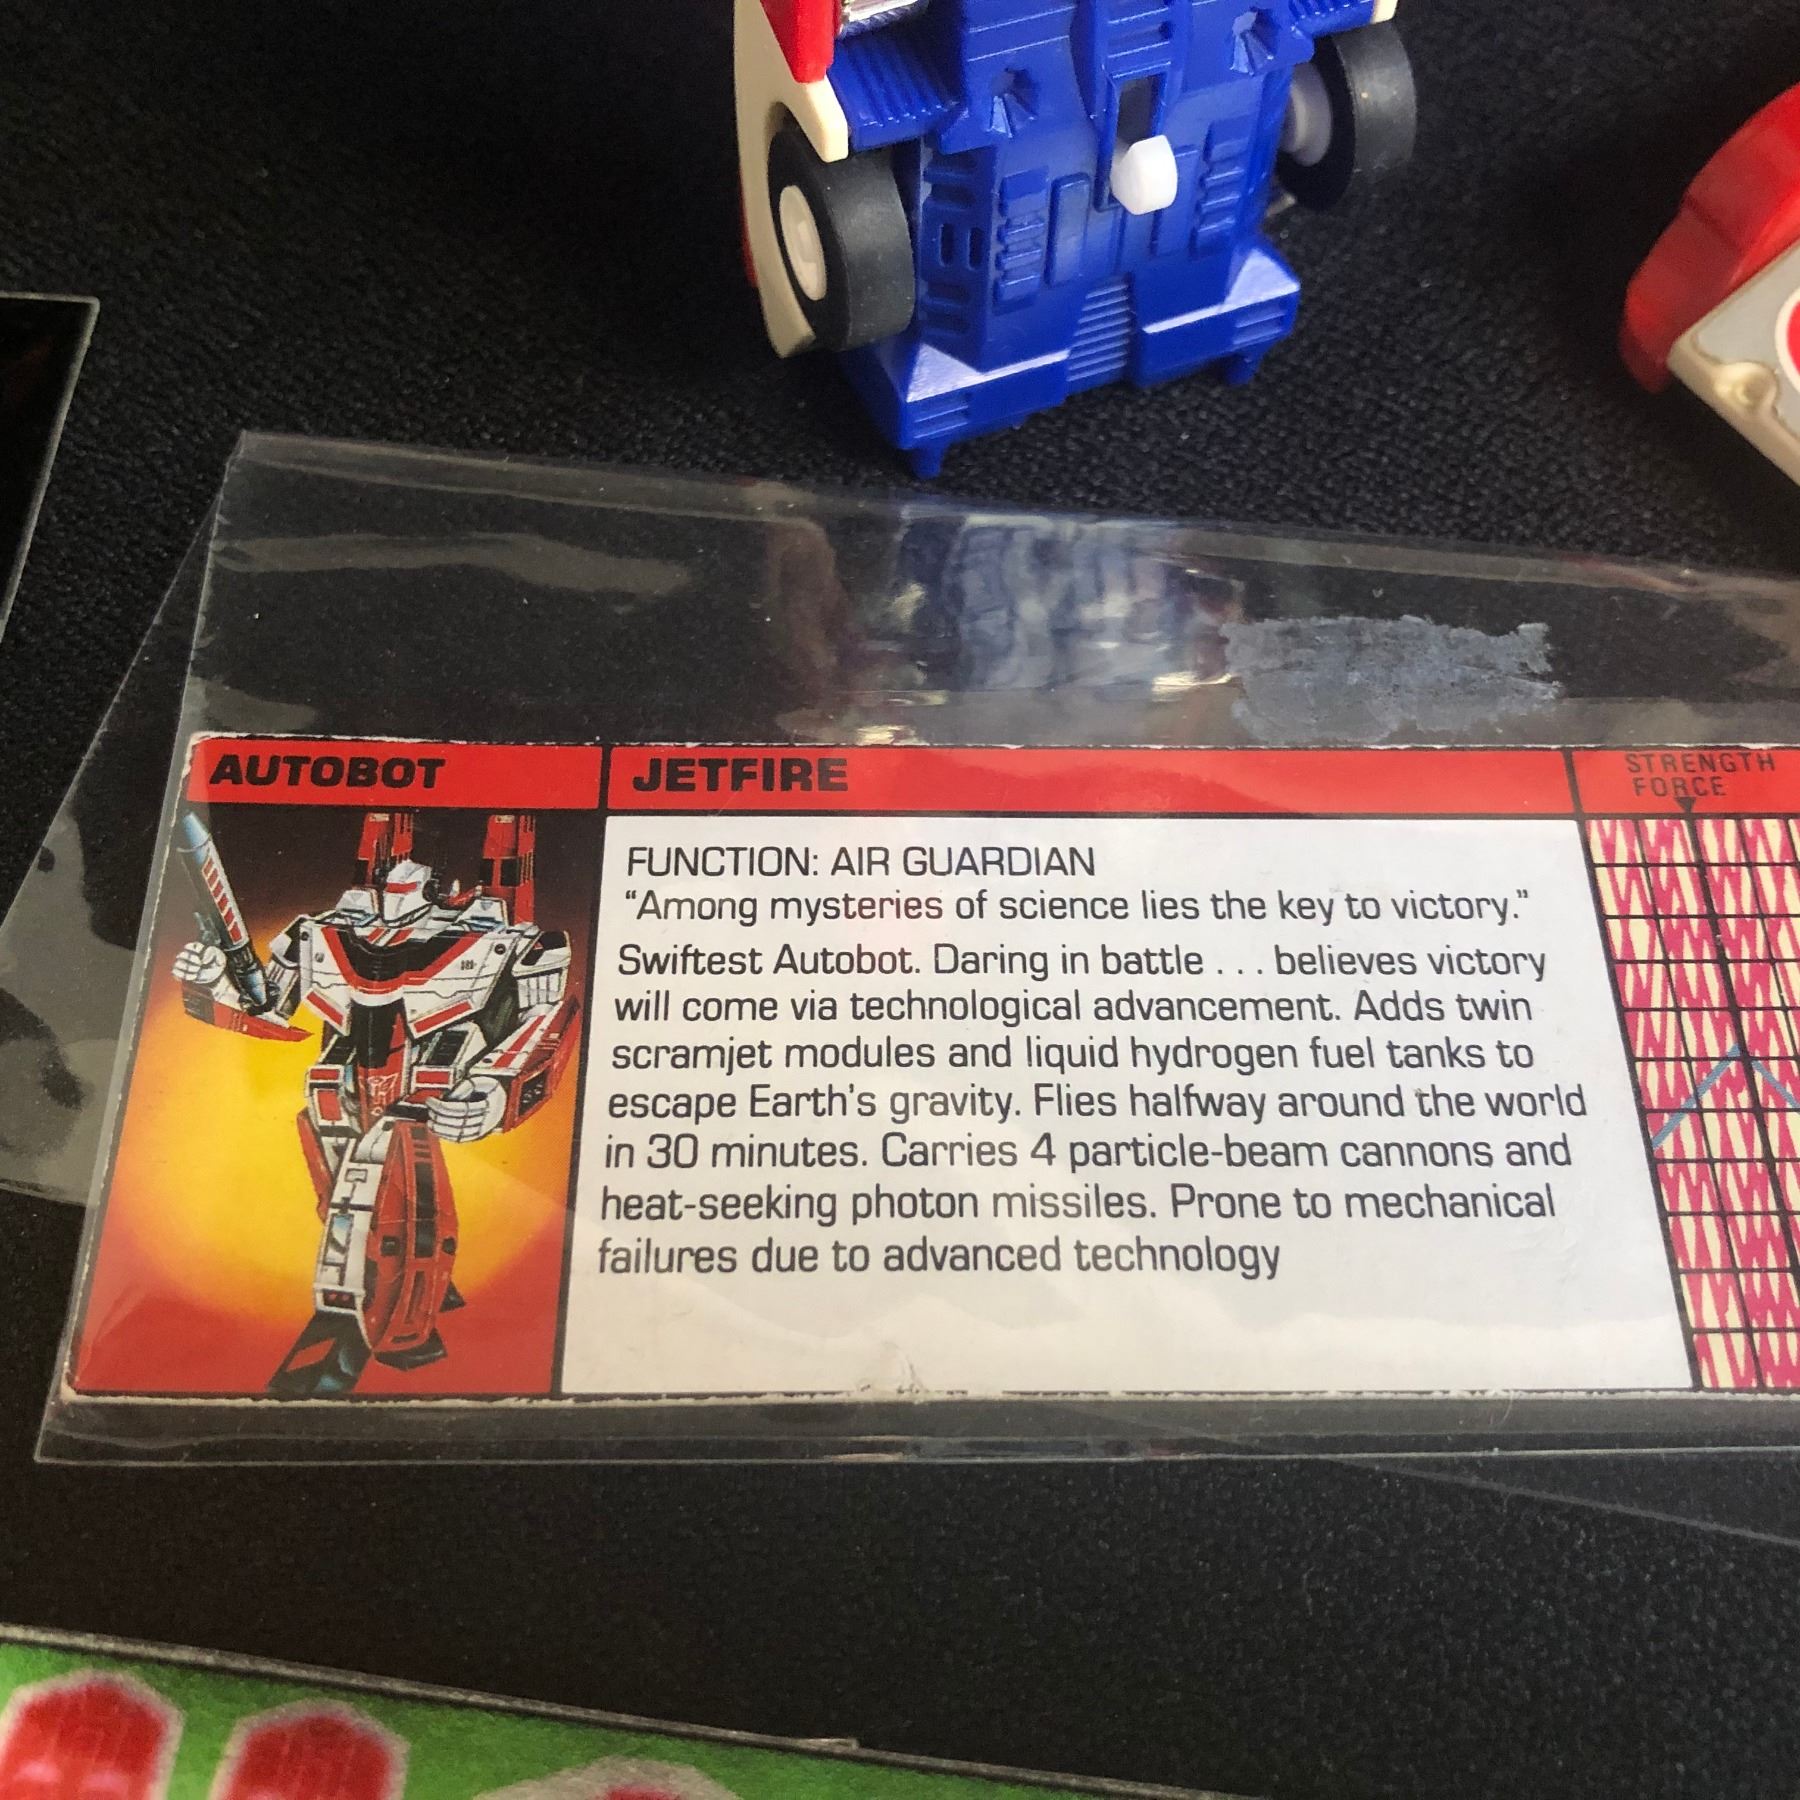 AUTOBOT
JETFIRE
STRENGTH
FORCE
FUNCTION: AIR GUARDIAN
“Among mysteries of science lies the key to victory.”
Swiftest Autobot. Daring in battle . . . believes victory
will come via technological advancement. Adds twin
scramjet modules and liquid hydrogen fuel tanks to
escape Earth's gravity. Flies halfway around the world
in 30 minutes. Carries 4 particle-beam cannons and
heat-seeking photon missiles. Prone to mechanical
failures due to advanced technology